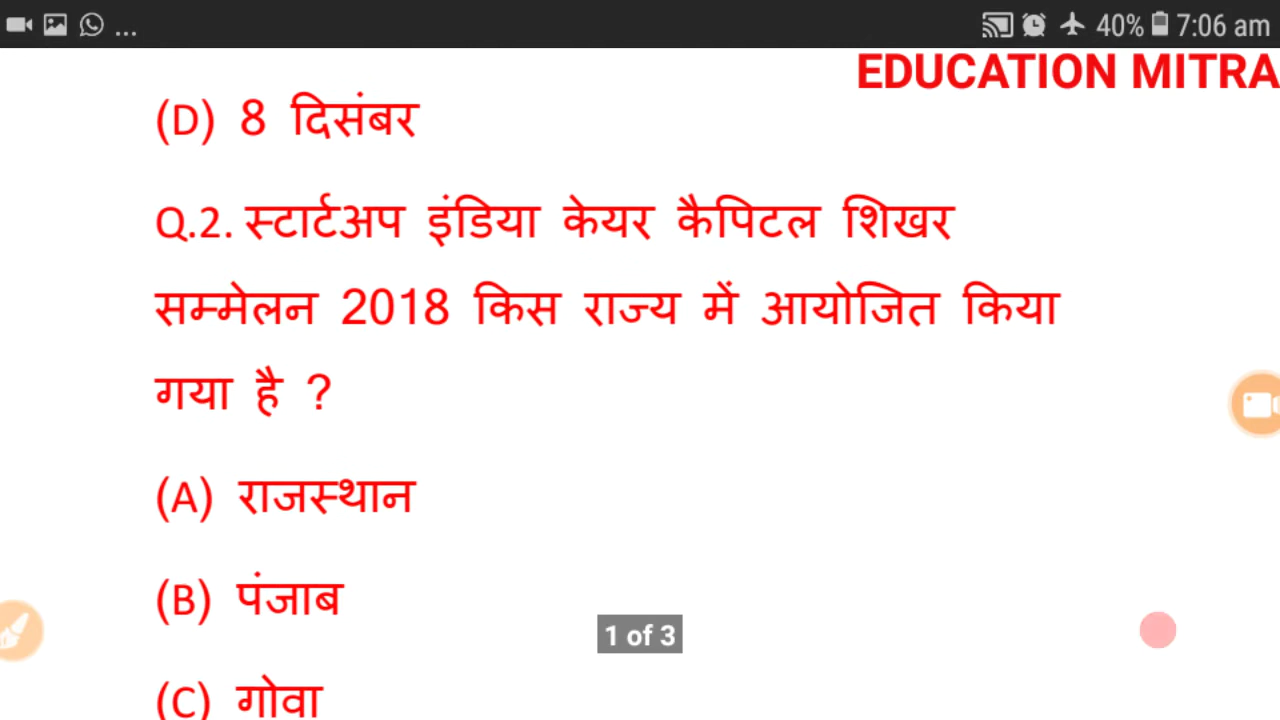 ... 40% 7:06 am
EDUCATION MITRA
(D) 8 दिसंबर
Q.2. स्टार्टअप इंडिया केयर कैपिटल शिखर
सम्मेलन 2018 किस राज्य में आयोजित किया
गया है ?
(A) राजस्थान
(B) पंजाब
1 of 3
(C) गोवा